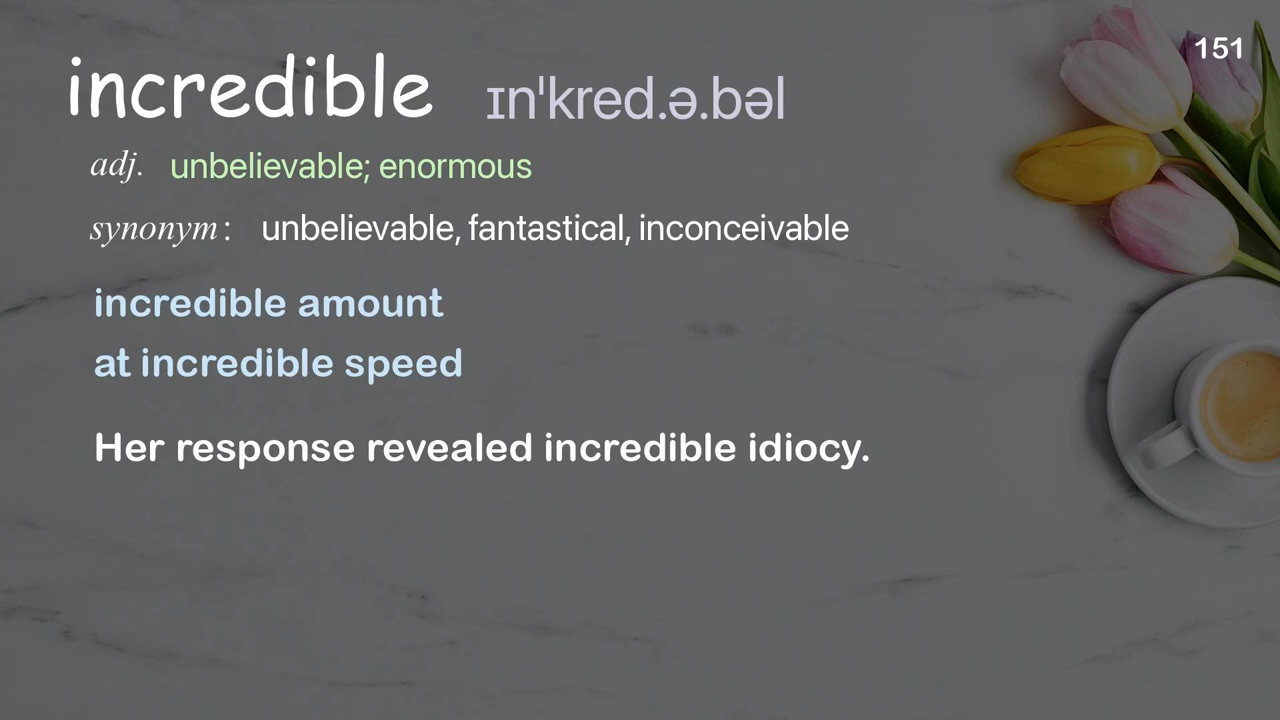 151
incredible ɪnˈkred.ə.bəl
adj. unbelievable; enormous
synonym: unbelievable, fantastical, inconceivable
incredible amount
at incredible speed
Her response revealed incredible idiocy.